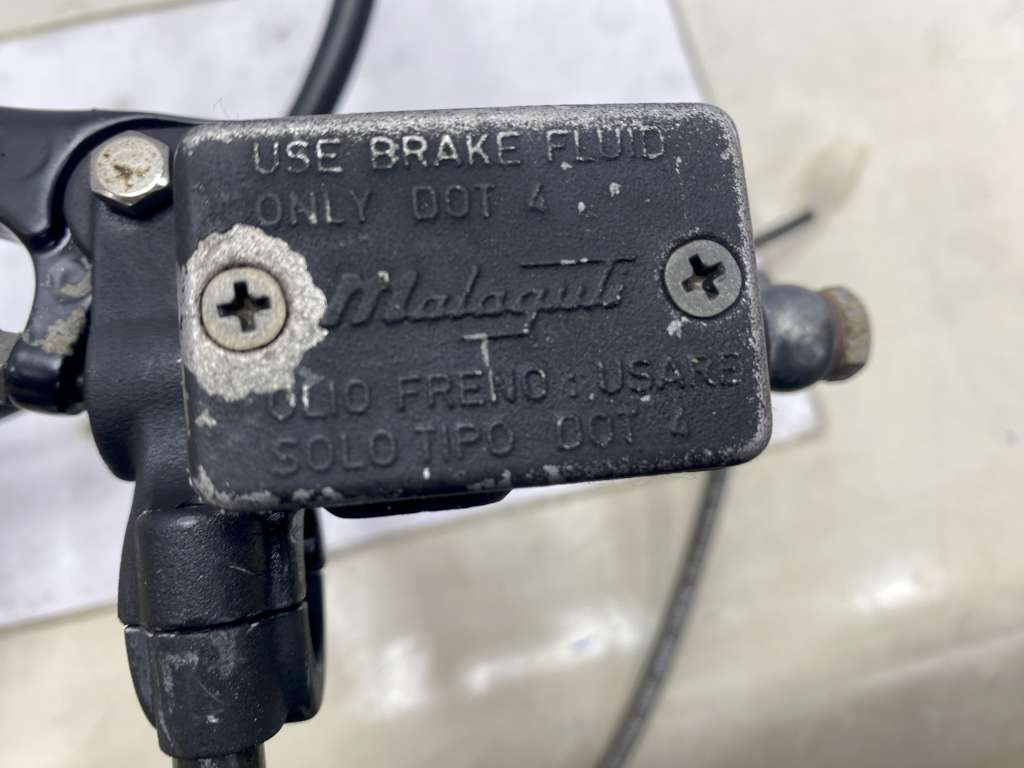 USE BRAKE FLUID
ONLY DOT 4
Malaguti
OLIO FRENO : USARE
SOLO TIPO DOT 4